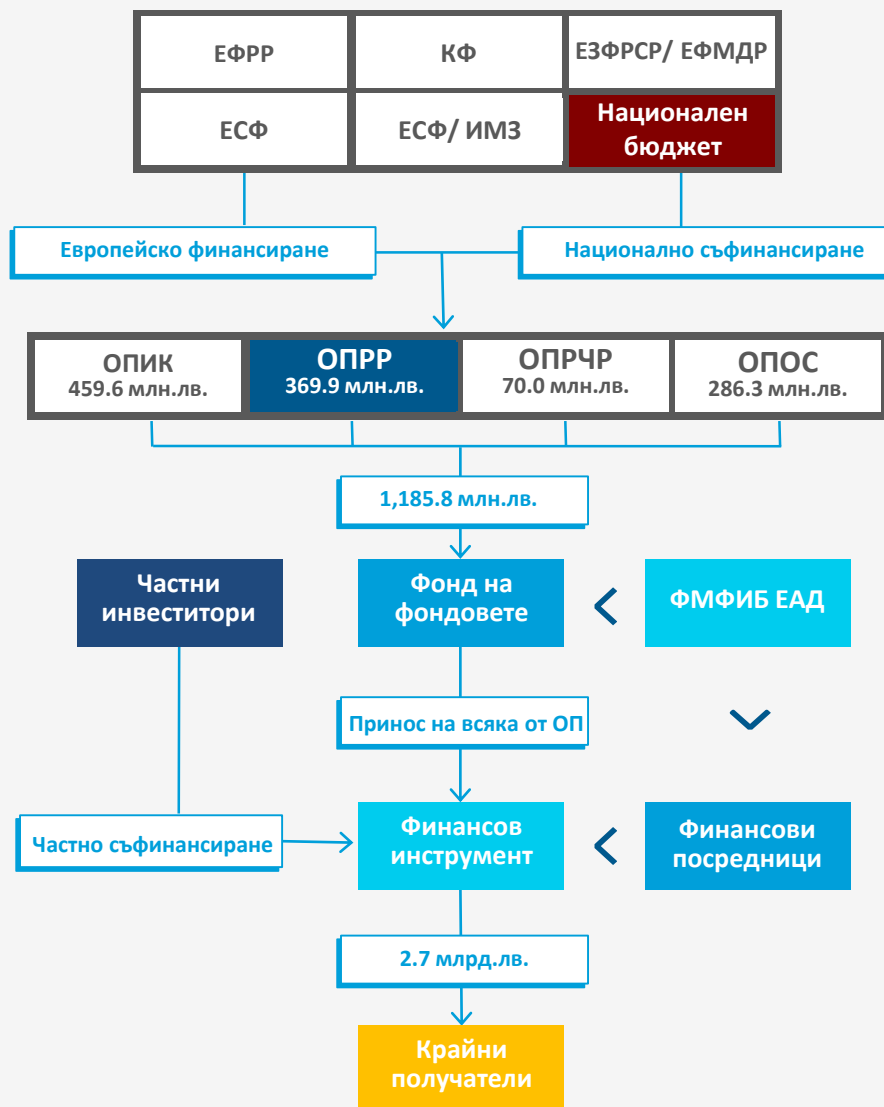 ЕФРР
КФ
ЕЗФРСР/ ЕФМДР
ЕСФ
ЕСФ/ ИМЗ
Национален
бюджет
Европейско финансиране
Национално съфинансиране
ОПИК
459.6 млн.лв.
ОПРР
369.9 млн.лв.
ОПРЧР
70.0 млн.лв.
ОПОС
286.3 млн.лв.
1,185.8 млн.лв.
Частни
инвеститори
Фонд на
фондовете
ФМФИБ ЕАД
Принос на всяка от ОП
Частно съфинансиране
Финансов
инструмент
Финансови
посредници
2.7 млрд.лв.
Крайни
получатели